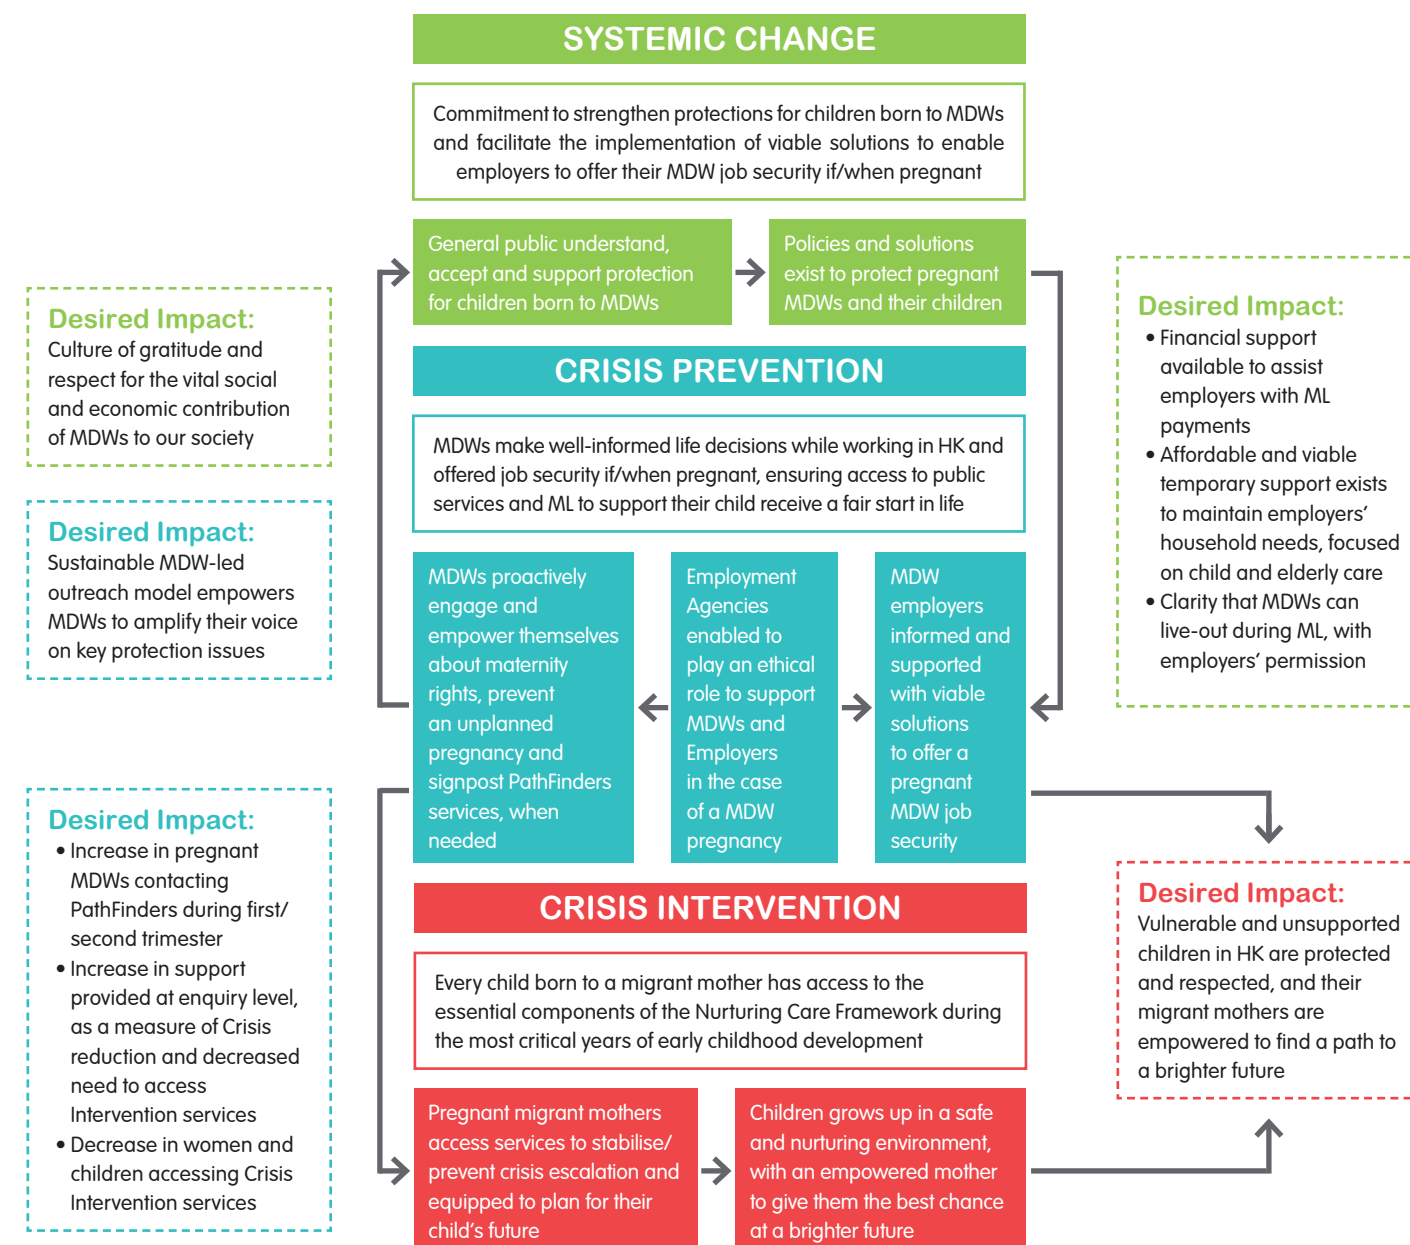 SYSTEMIC CHANGE
Commitment to strengthen protections for children born to MDWs
and facilitate the implementation of viable solutions to enable
employers to offer their MDW job security if/when pregnant
General public understand,
accept and support protection
for children born to MDWs
Policies and solutions
exist to protect pregnant
MDWs and their children
Desired Impact:
Culture of gratitude and
respect for the vital social
and economic contribution
of MDWs to our society
Desired Impact:
• Financial support
available to assist
employers with ML
payments
• Affordable and viable
temporary support exists
to maintain employers'
household needs, focused
on child and elderly care
• Clarity that MDWs can
live-out during ML, with
employers' permission
CRISIS PREVENTION
MDWs make well-informed life decisions while working in HK and
offered job security if/when pregnant, ensuring access to public
services and ML to support their child receive a fair start in life
Desired Impact:
Sustainable MDW-led
outreach model empowers
MDWs to amplify their voice
on key protection issues
MDWs proactively
engage and
empower themselves
about maternity
rights, prevent
an unplanned
pregnancy and
signpost PathFinders
services, when
needed
Employment
Agencies
enabled to
play an ethical
role to support
MDWs and
Employers
in the case
of a MDW
pregnancy
MDW
employers
informed and
supported
with viable
solutions
to offer a
pregnant
MDW job
security
Desired Impact:
• Increase in pregnant
MDWs contacting
PathFinders during first/
second trimester
• Increase in support
provided at enquiry level,
as a measure of Crisis
reduction and decreased
need to access
Intervention services
• Decrease in women and
children accessing Crisis
Intervention services
CRISIS INTERVENTION
Every child born to a migrant mother has access to the
essential components of the Nurturing Care Framework during
the most critical years of early childhood development
Pregnant migrant mothers
access services to stabilise/
prevent crisis escalation and
equipped to plan for their
child's future
Children grows up in a safe
and nurturing environment,
with an empowered mother
to give them the best chance
at a brighter future
Desired Impact:
Vulnerable and unsupported
children in HK are protected
and respected, and their
migrant mothers are
empowered to find a path to
a brighter future